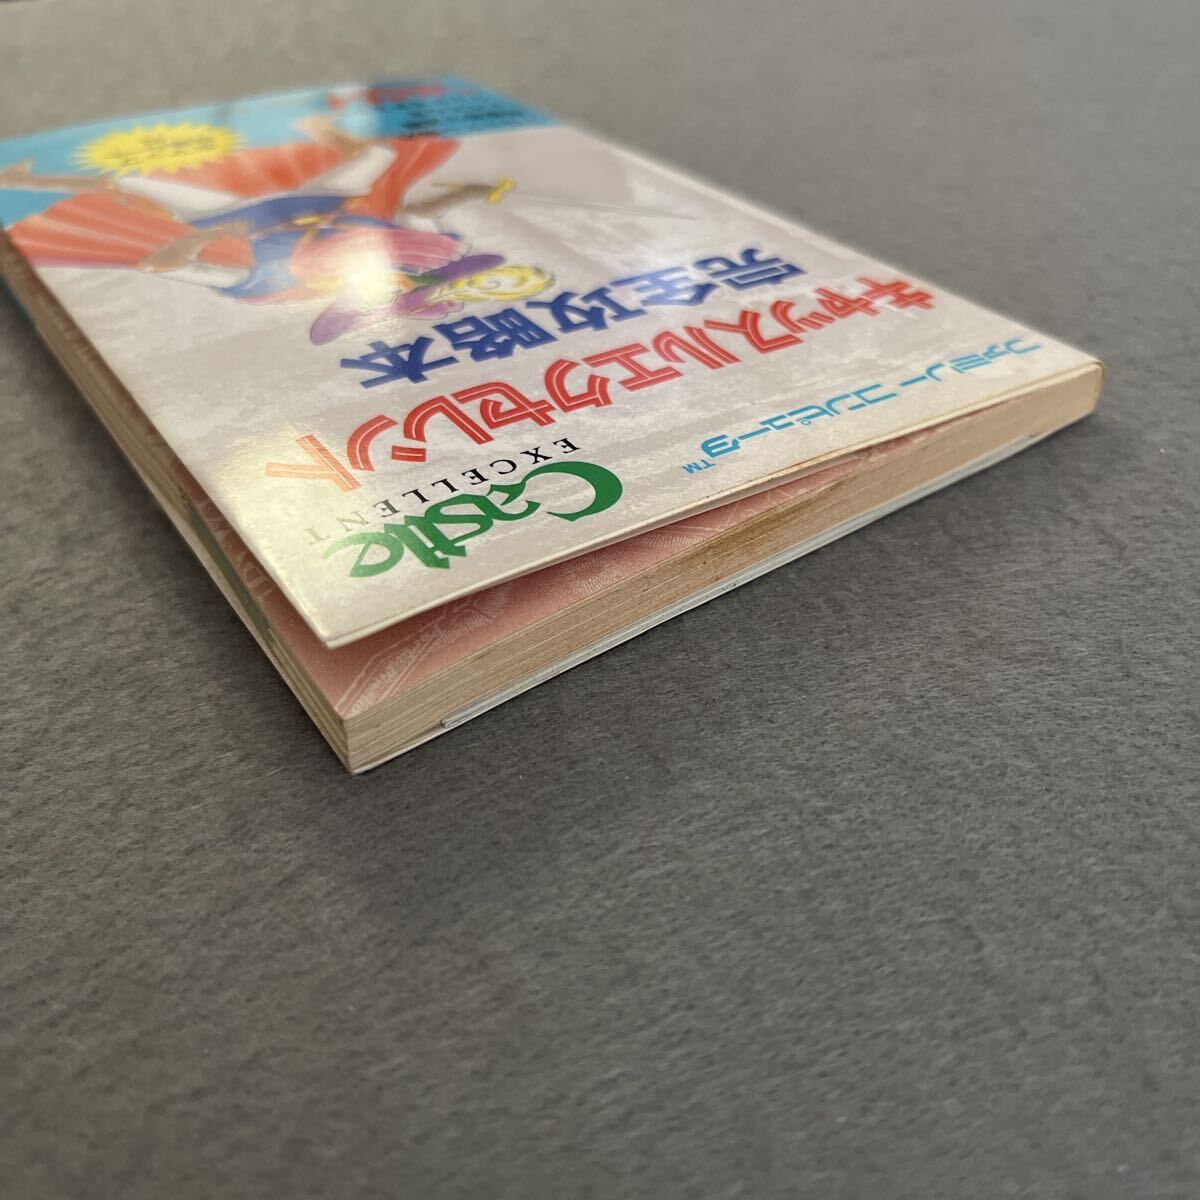 ファミリーコンピュータ™
Castle
EXCELLENT
キャッスルエクセレント
完全攻略本